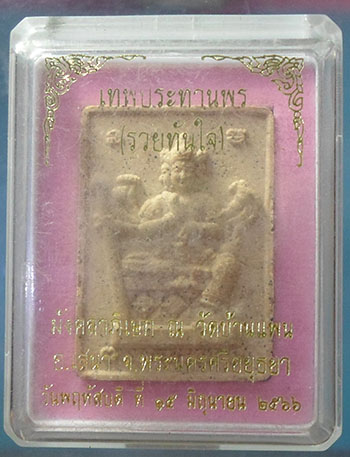 เทพประทานพร
(รวยทันใจ)
มังคลาภิเษก ณ วัดบ้านแพน
อ.เสนา จ.พระนครศรีอยุธยา
วันพฤหัสบดี ที่ ๑๕ มิถุนายน ๒๕๖๖